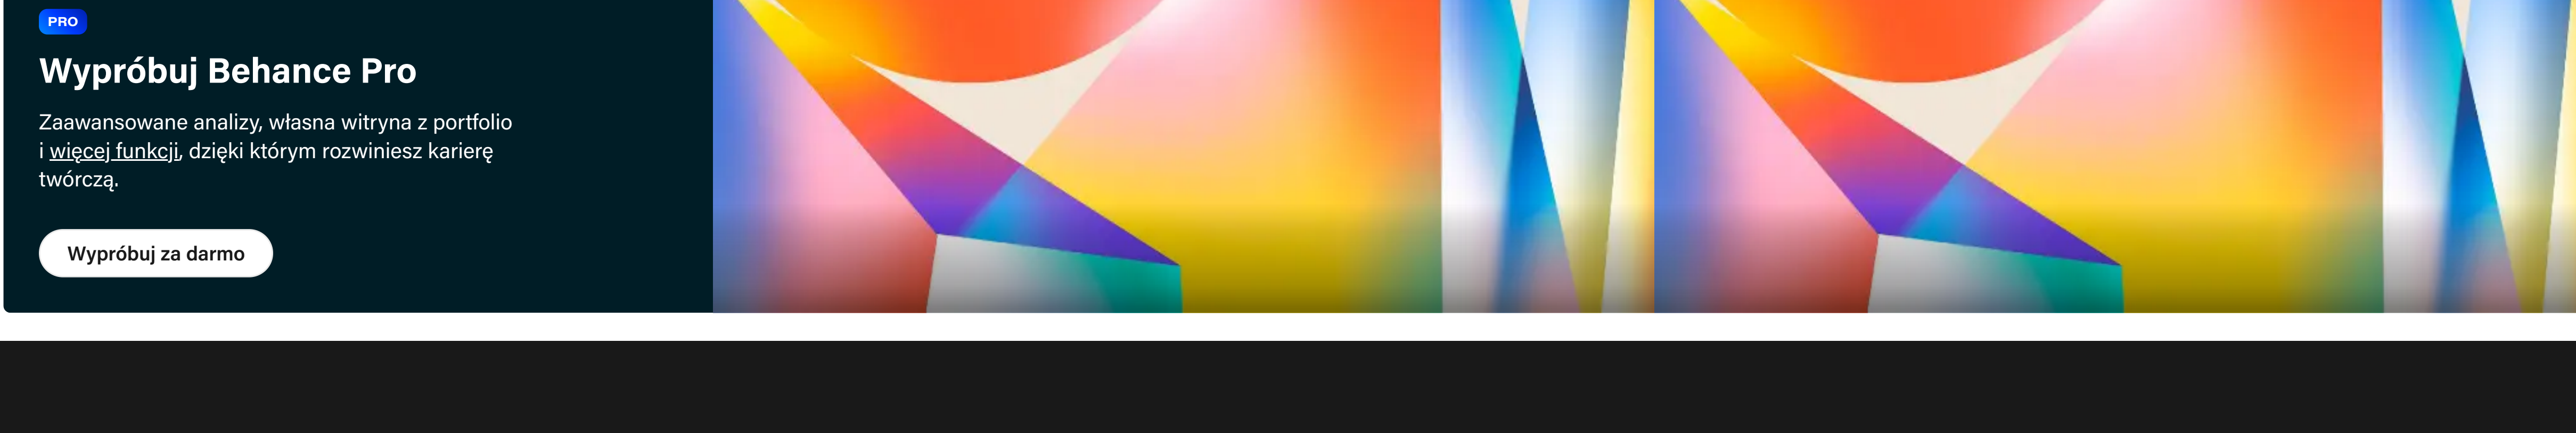 PRO
Wypróbuj Behance Pro
Zaawansowane analizy, własna witryna z portfolio
i więcej funkcji, dzięki którym rozwiniesz karierę
twórczą.
Wypróbuj za darmo